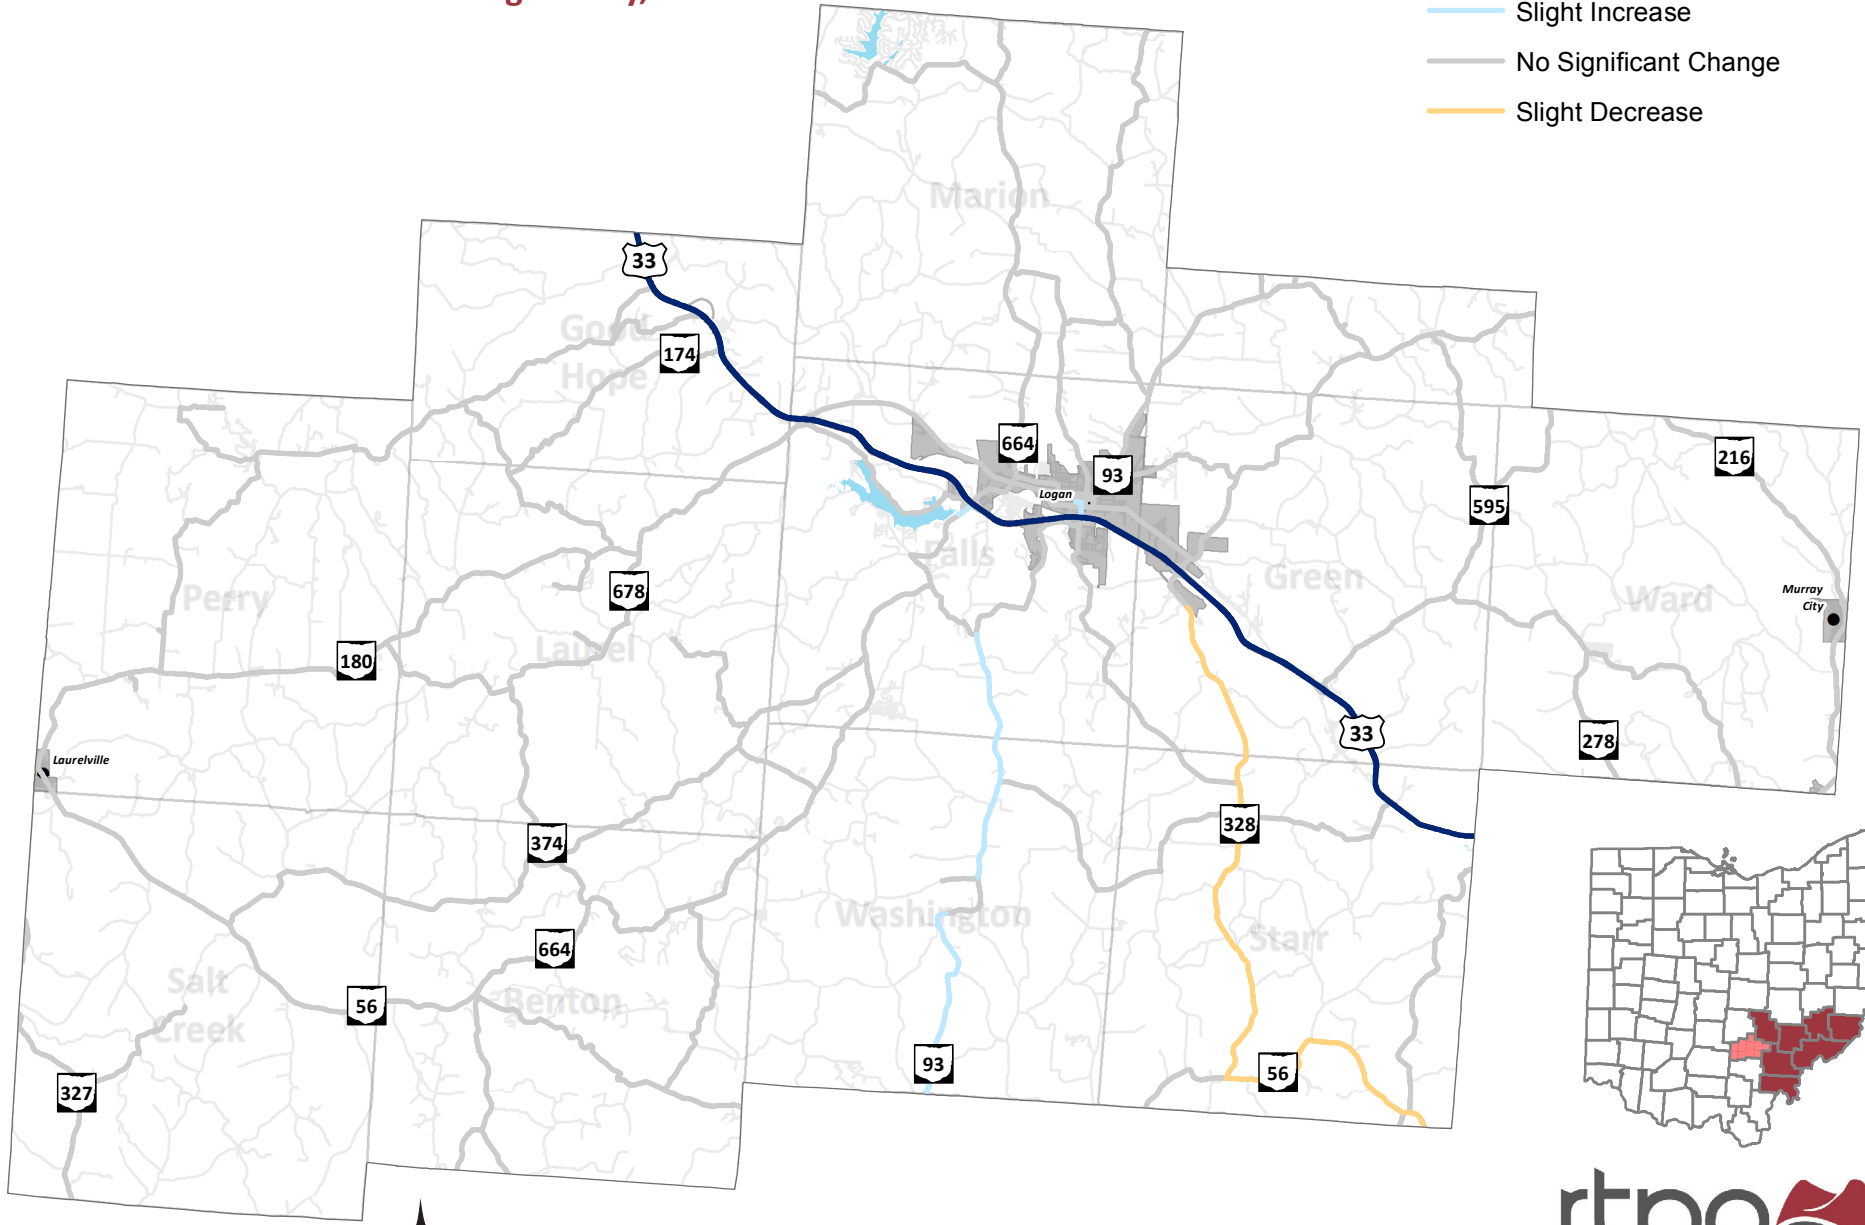 Slight Increase
No Significant Change
Slight Decrease
Marion
33
Good
Hope
174
664
93
Logan
216
595
Falls
Green
Ward
Murray
City
Perry
678
Laurel
180
33
278
Laurelville
374
328
Washington
Starr
664
Salt
Creek
56
Benton
93
56
327
rtpo